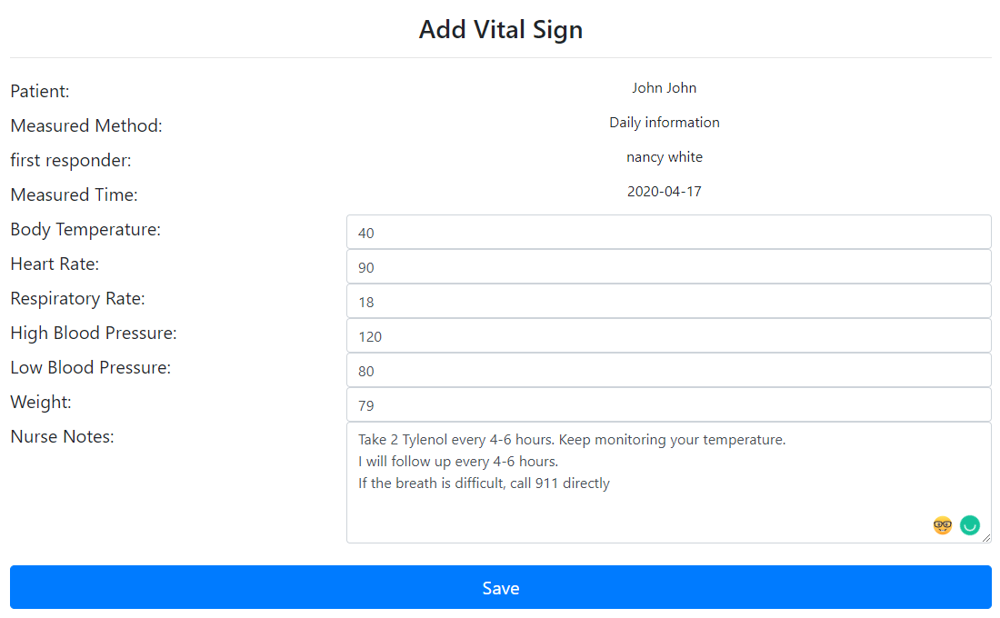 Add Vital Sign
Patient: John John
Measured Method: Daily information
first responder: nancy white
Measured Time: 2020-04-17
Body Temperature: 40
Heart Rate: 90
Respiratory Rate: 18
High Blood Pressure: 120
Low Blood Pressure: 80
Weight: 79
Nurse Notes: Take 2 Tylenol every 4-6 hours. Keep monitoring your temperature.
I will follow up every 4-6 hours.
If the breath is difficult, call 911 directly
Save